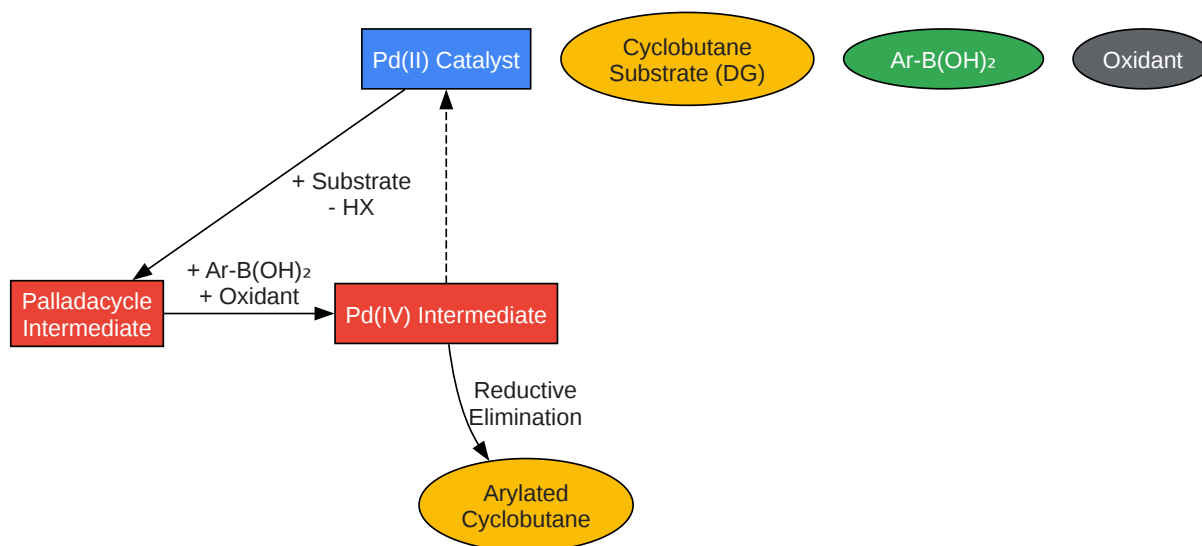 Pd(II) Catalyst
Cyclobutane
Substrate (DG)
Ar-B(OH)₂
Oxidant
+ Substrate
- HX
Palladacycle
Intermediate
+ Ar-B(OH)₂
+ Oxidant
Pd(IV) Intermediate
Reductive
Elimination
Arylated
Cyclobutane